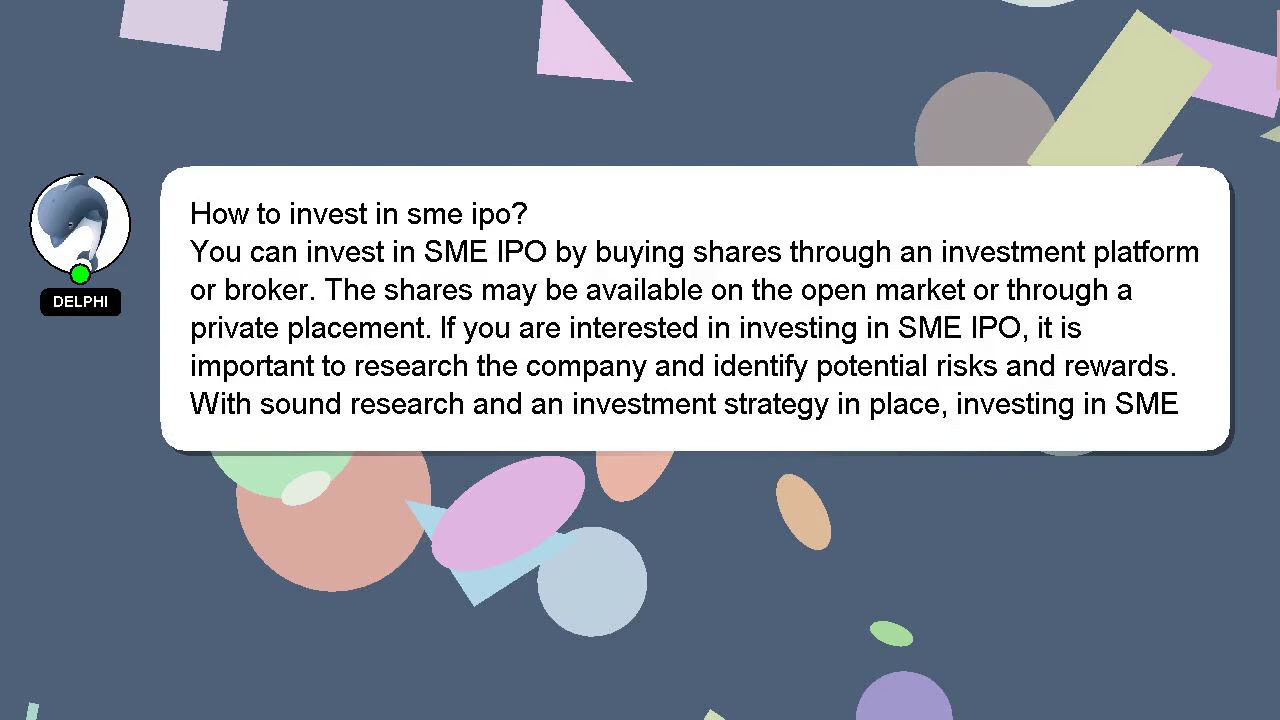 How to invest in sme ipo?
You can invest in SME IPO by buying shares through an investment platform
or broker. The shares may be available on the open market or through a
private placement. If you are interested in investing in SME IPO, it is
important to research the company and identify potential risks and rewards.
With sound research and an investment strategy in place, investing in SME
DELPHI